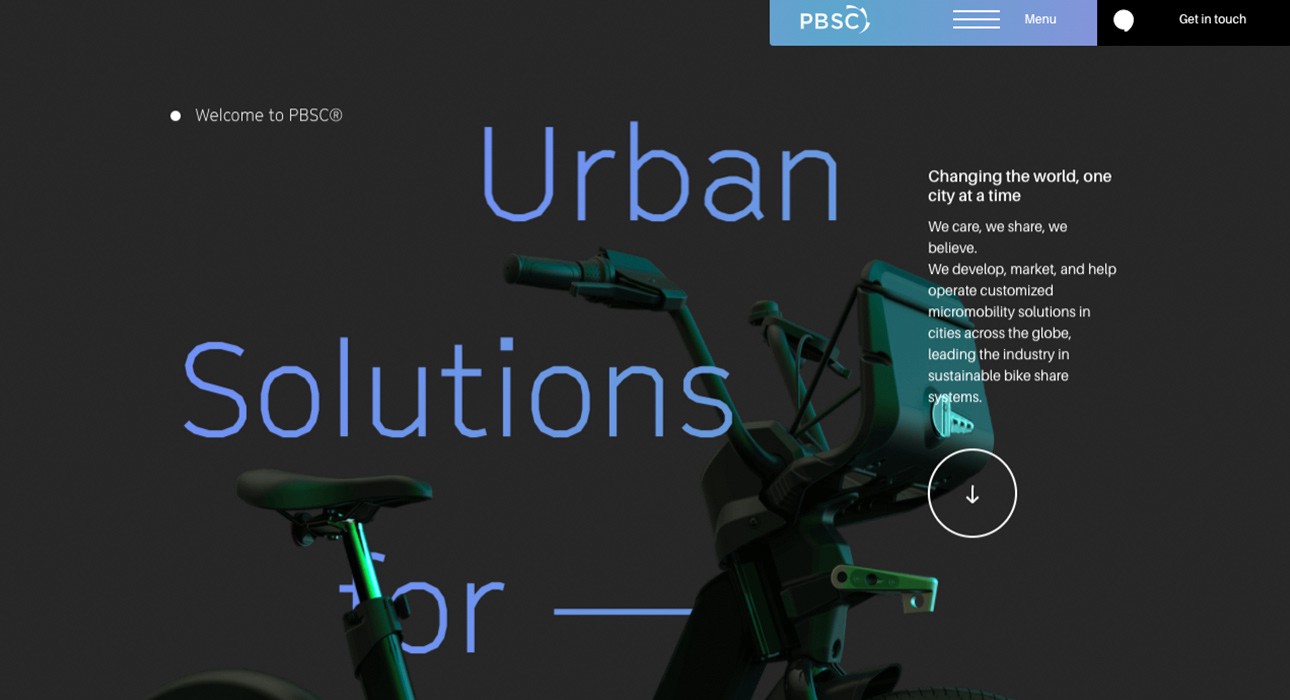 PBSC
Menu
Get in touch
Welcome to PBSC®
Urban
Solutions
for —
Changing the world, one
city at a time
We care, we share, we
believe.
We develop, market, and help
operate customized
micromobility solutions in
cities across the globe,
leading the industry in
sustainable bike share
systems.